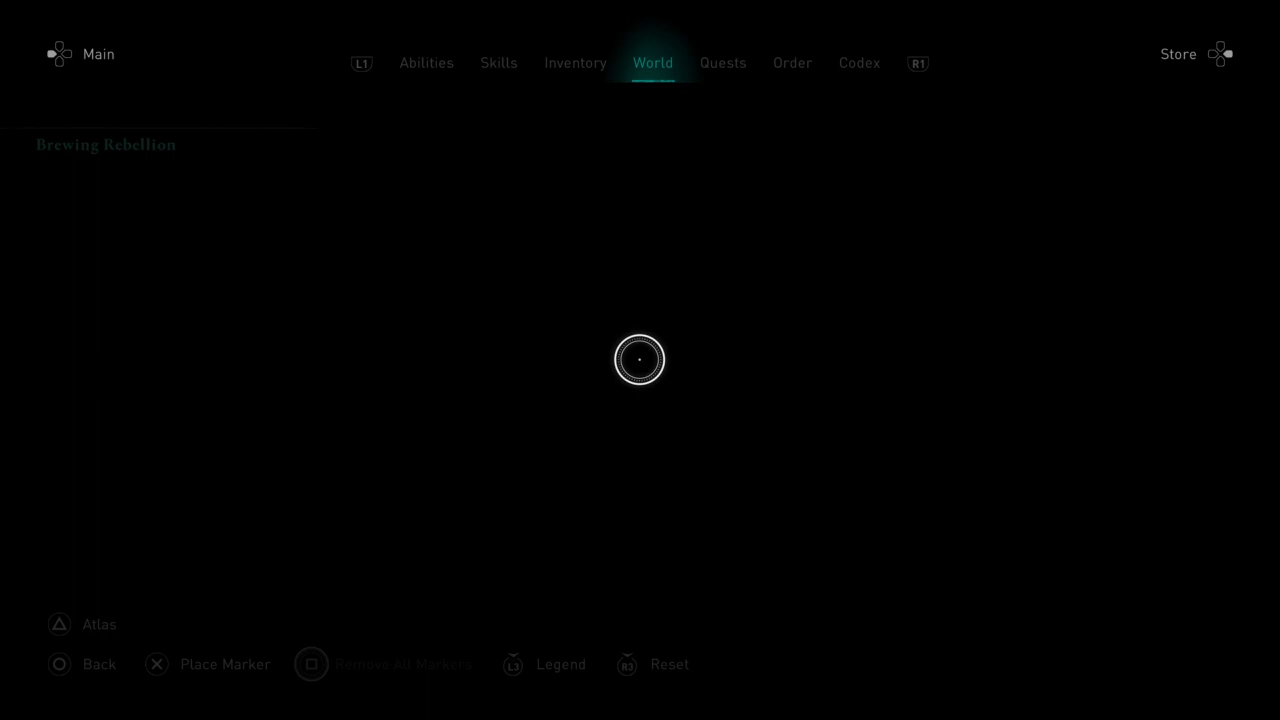 Main
L1 Abilities Skills Inventory World Quests Order Codex R1
Store
Brewing Rebellion
Atlas
Back Place Marker Remove All Markers L3 Legend R3 Reset